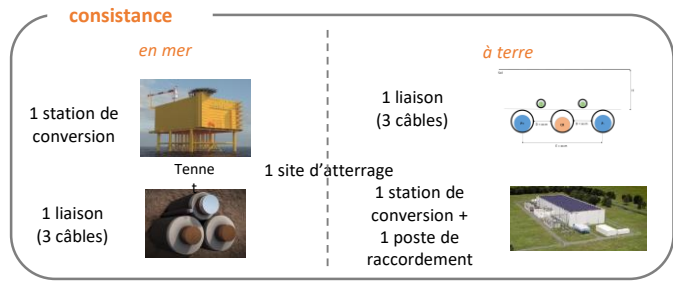 consistance
en mer
à terre
1 station de
conversion
Tenne
t
1 liaison
(3 câbles)
1 site d'atterrage
1 liaison
(3 câbles)
1 station de
conversion +
1 poste de
raccordement